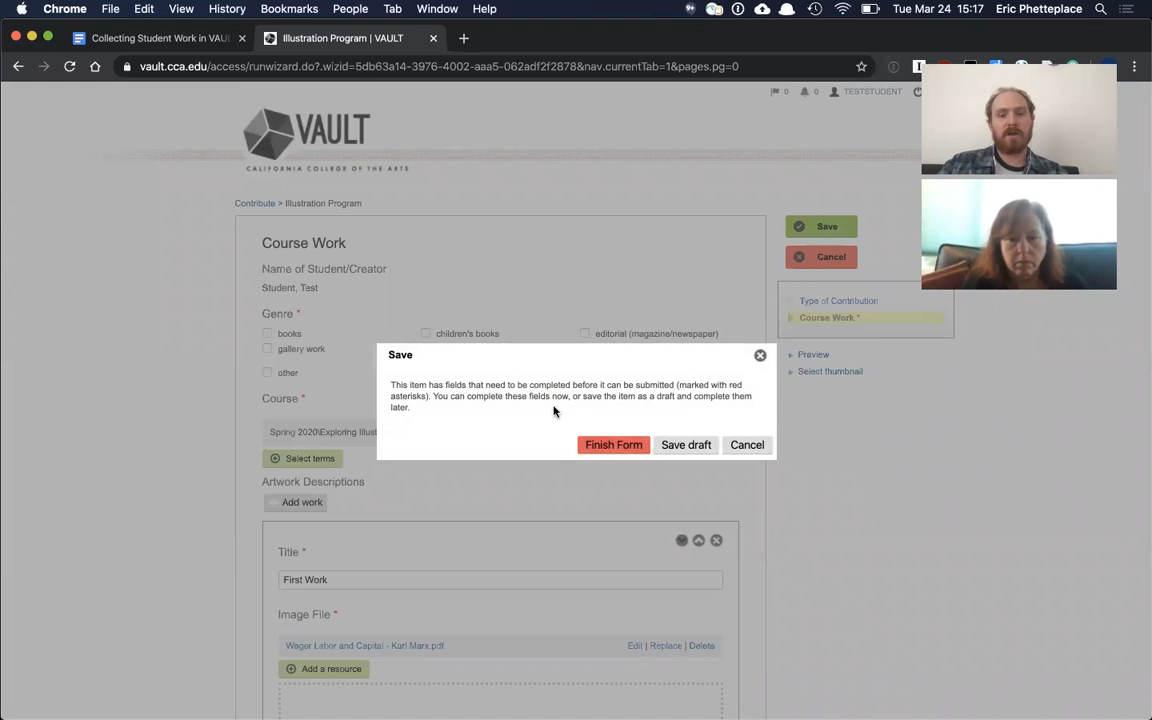 Chrome File Edit View History Bookmarks People Tab Window Help Tue Mar 24 15:17 Eric Phetteplace
Collecting Student Work in VAU Illustration Program | VAULT
vault.cca.edu/access/runwizard.do?.wizid=5db63a14-3976-4002-aaa5-062adf2f2878&nav.currentTab=1&pages.pg=0
0 0 TESTSTUDENT
VAULT
CALIFORNIA COLLEGE OF THE ARTS
Contribute > Illustration Program
Course Work
Name of Student/Creator
Student, Test
Genre *
books children's books editorial (magazine/newspaper)
gallery work
other
Course *
Spring 2020\Exploring Illust
Select terms
Artwork Descriptions
Add work
Title *
First Work
Image File *
Wager Labor and Capital - Karl Marx.pdf Edit | Replace | Delete
Add a resource
Save
Cancel
Type of Contribution
Course Work *
Preview
Select thumbnail
Save
This item has fields that need to be completed before it can be submitted (marked with red
asterisks). You can complete these fields now, or save the item as a draft and complete them
later.
Finish Form Save draft Cancel